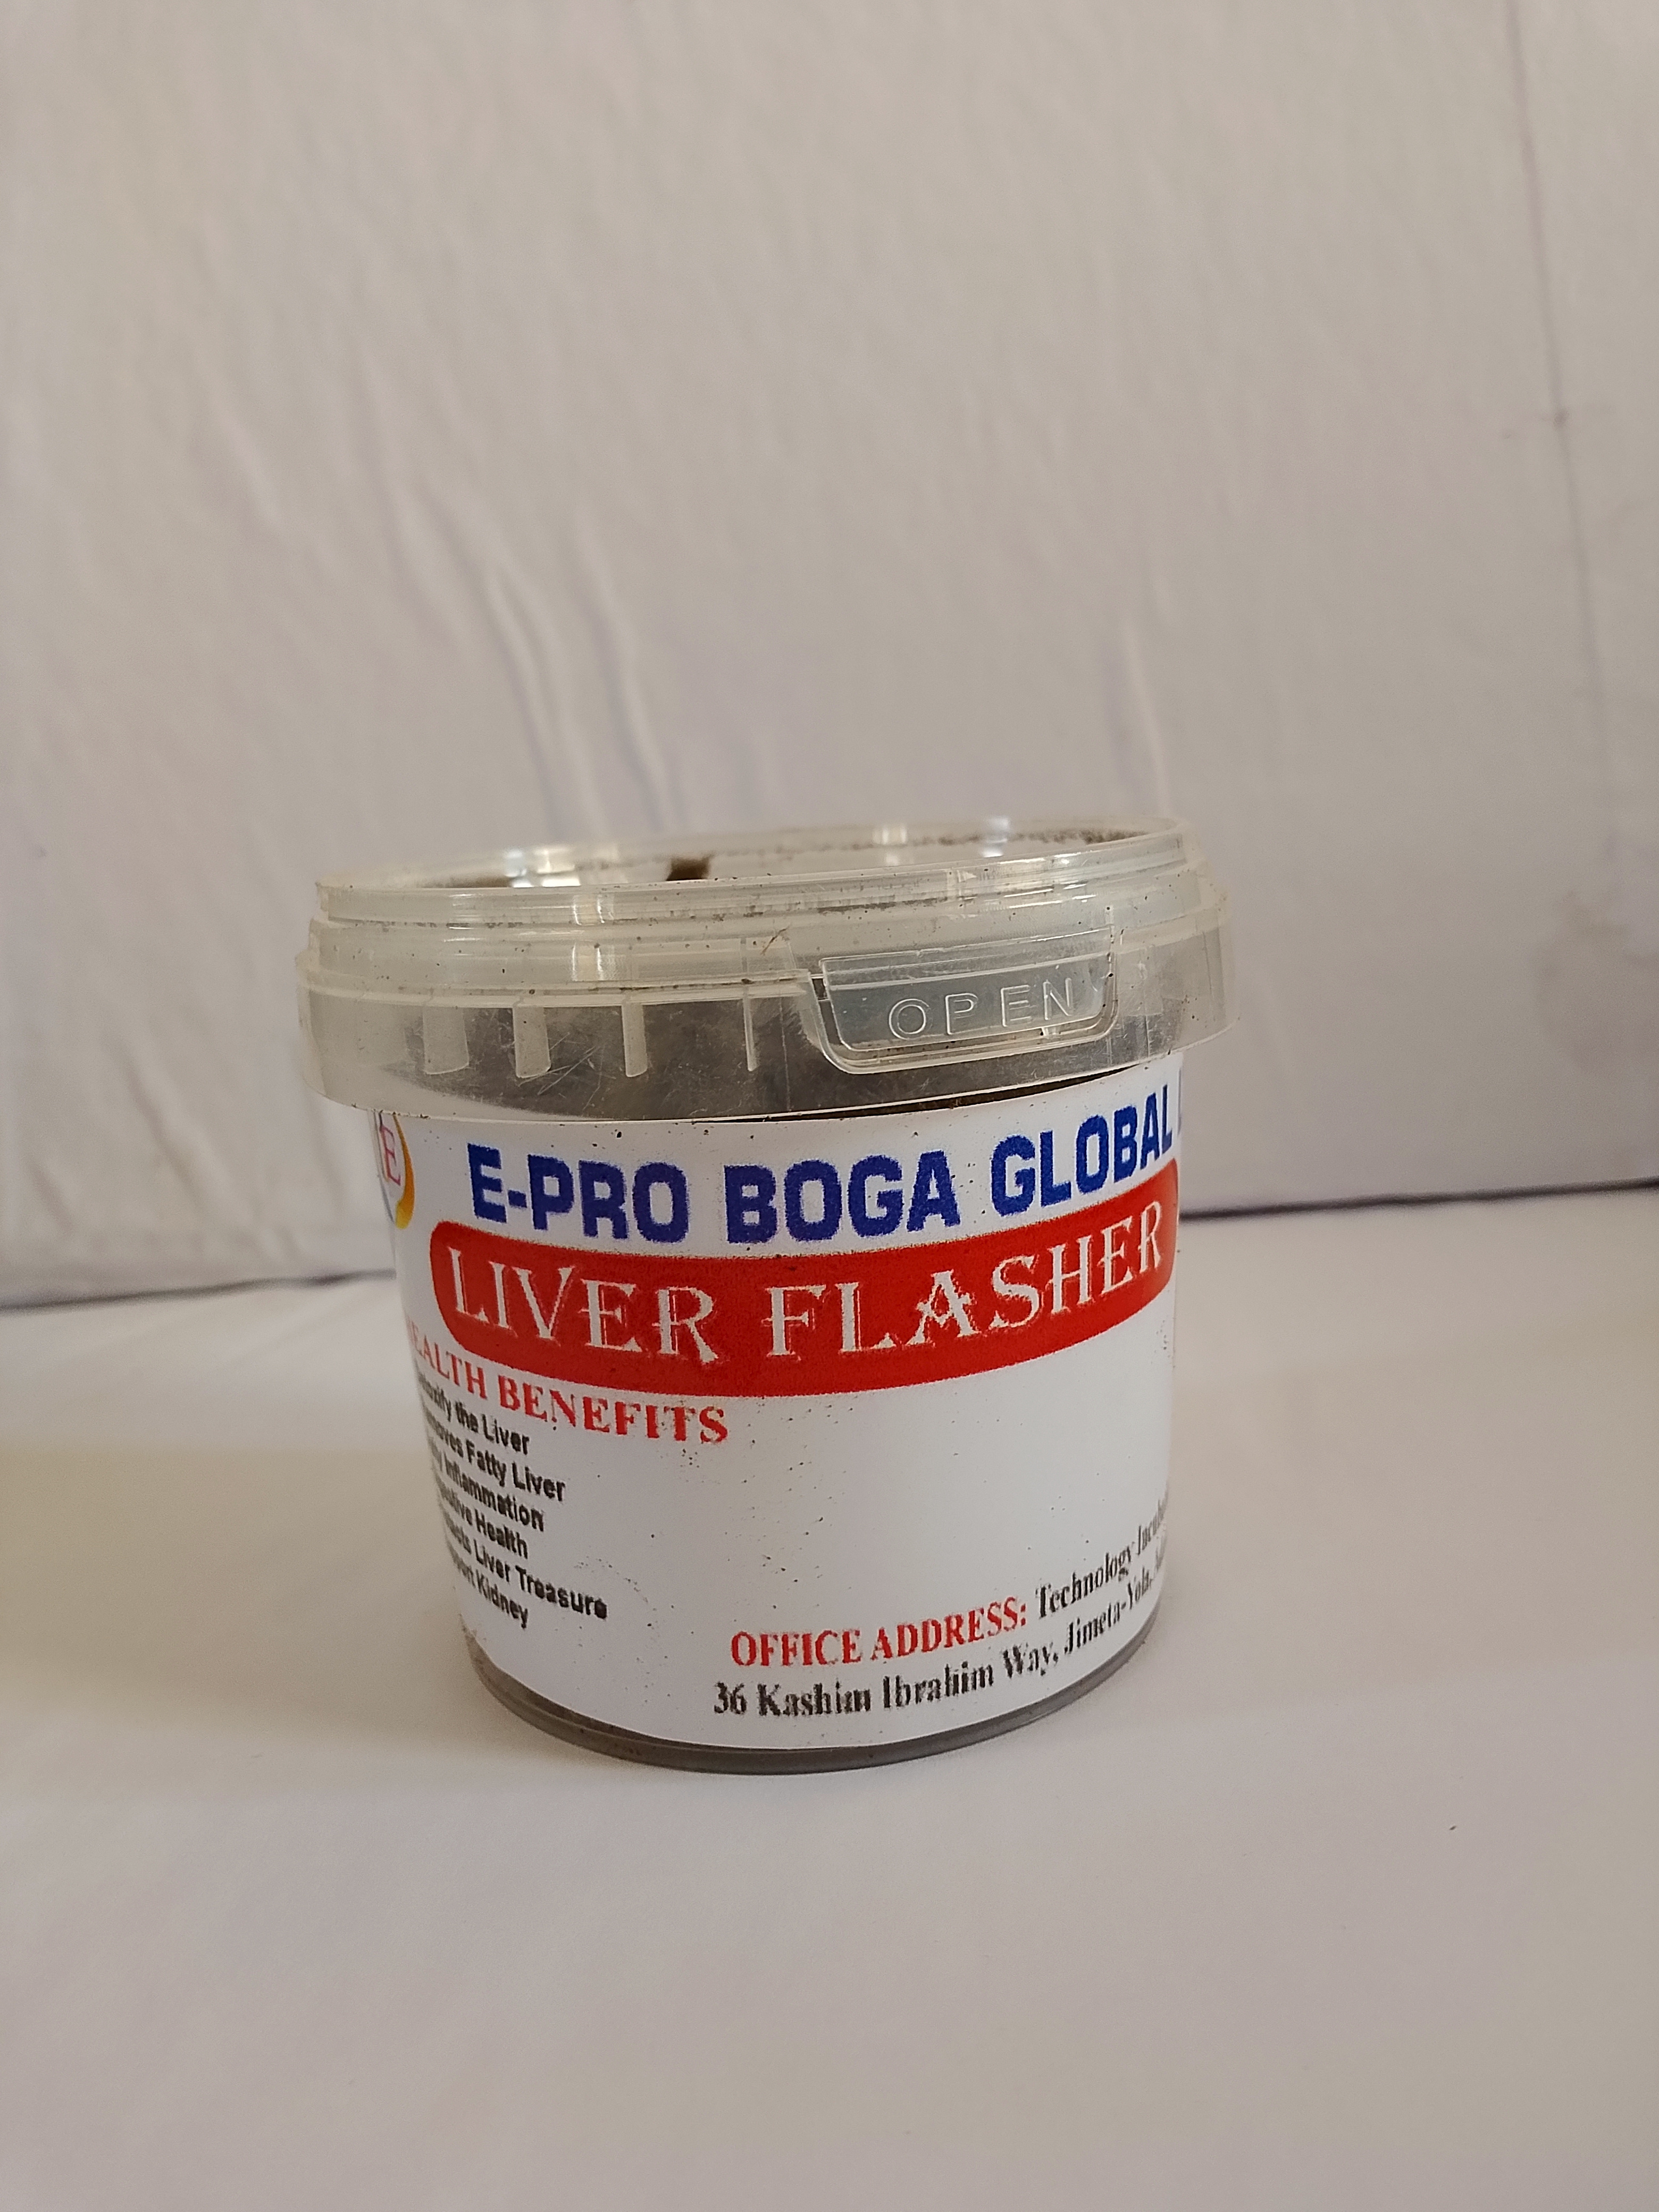 OPEN
E
E-PRO BOGA GLOBAL
LIVER FLASHER
HEALTH BENEFITS
the Liver
Fatty Liver
Inflammation
Health
Liver Treasure
Kidney
OFFICE ADDRESS: Technology
36 Kashim Ibrahim Way, Jimeta-Yola,